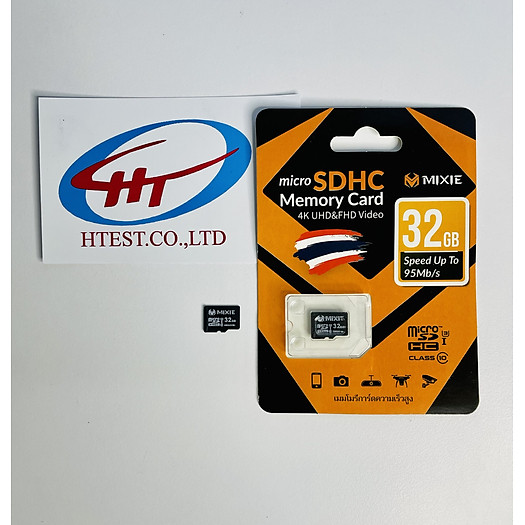 HT
HTEST.CO.,LTD
MIXIE
32GB
micro SDHC
Memory Card
4K UHD&FHD Video
MIXIE
32GB
Speed Up To
95Mb/s
MIXIE
32GB
micro
SD
HC I
CLASS 10
เมมโมรี่การ์ดความเร็วสูง